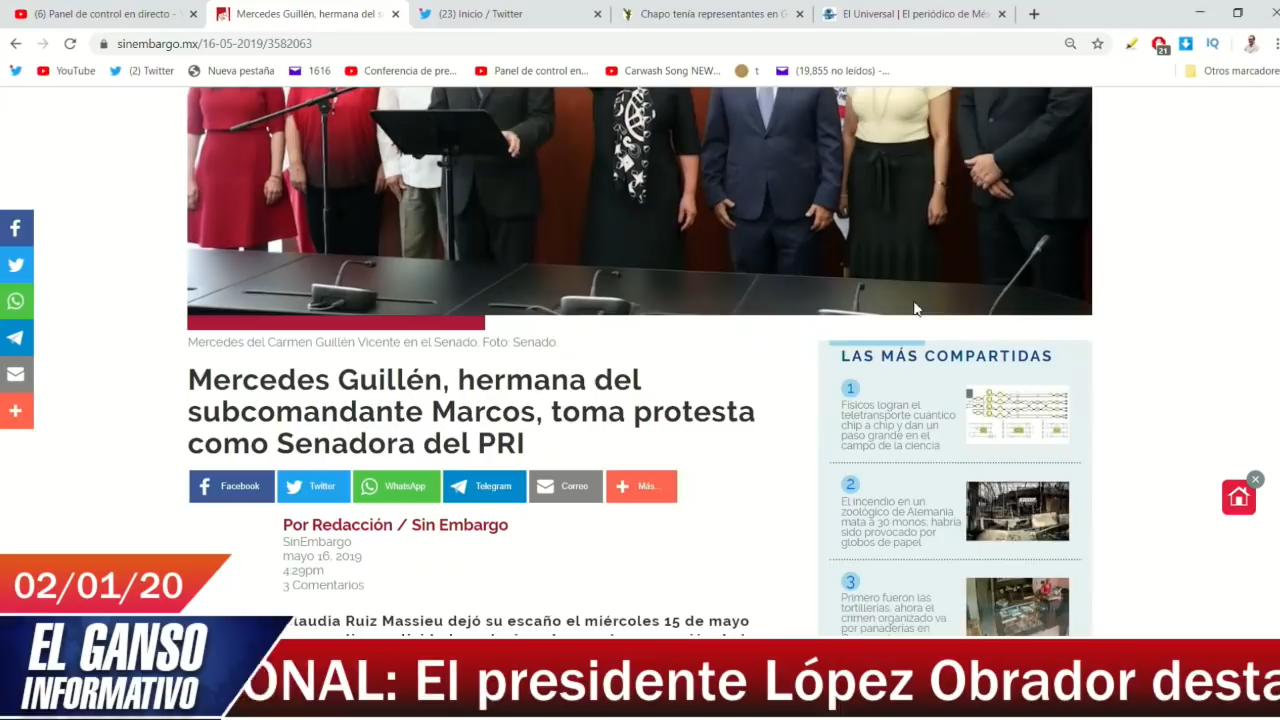 (6) Panel de control en directo -
Mercedes Guillén, hermana del s
(23) Inicio / Twitter
Chapo tenía representantes en G
El Universal | El periódico de Méx
sinembargo.mx/16-05-2019/3582063
21
IQ
YouTube
(2) Twitter
Nueva pestaña
1616
Conferencia de pre...
Panel de control en...
Carwash Song NEW...
t
(19,855 no leídos) -...
Otros marcadores
Mercedes del Carmen Guillén Vicente en el Senado. Foto: Senado.
Mercedes Guillén, hermana del
subcomandante Marcos, toma protesta
como Senadora del PRI
Facebook
Twitter
WhatsApp
Telegram
Correo
Más...
Por Redacción / Sin Embargo
SinEmbargo
mayo 16, 2019
4:29pm
3 Comentarios
Claudia Ruiz Massieu dejó su escaño el miércoles 15 de mayo
LAS MÁS COMPARTIDAS
1
Físicos logran el
teletransporte cuántico
chip a chip y dan un
paso grande en el
campo de la ciencia
2
El incendio en un
zoológico de Alemania
mata a 30 monos, habría
sido provocado por
globos de papel
3
Primero fueron las
tortillerías, ahora el
crimen organizado va
por panaderías en
02/01/20
EL GANSO
INFORMATIVO
ONAL: El presidente López Obrador desta